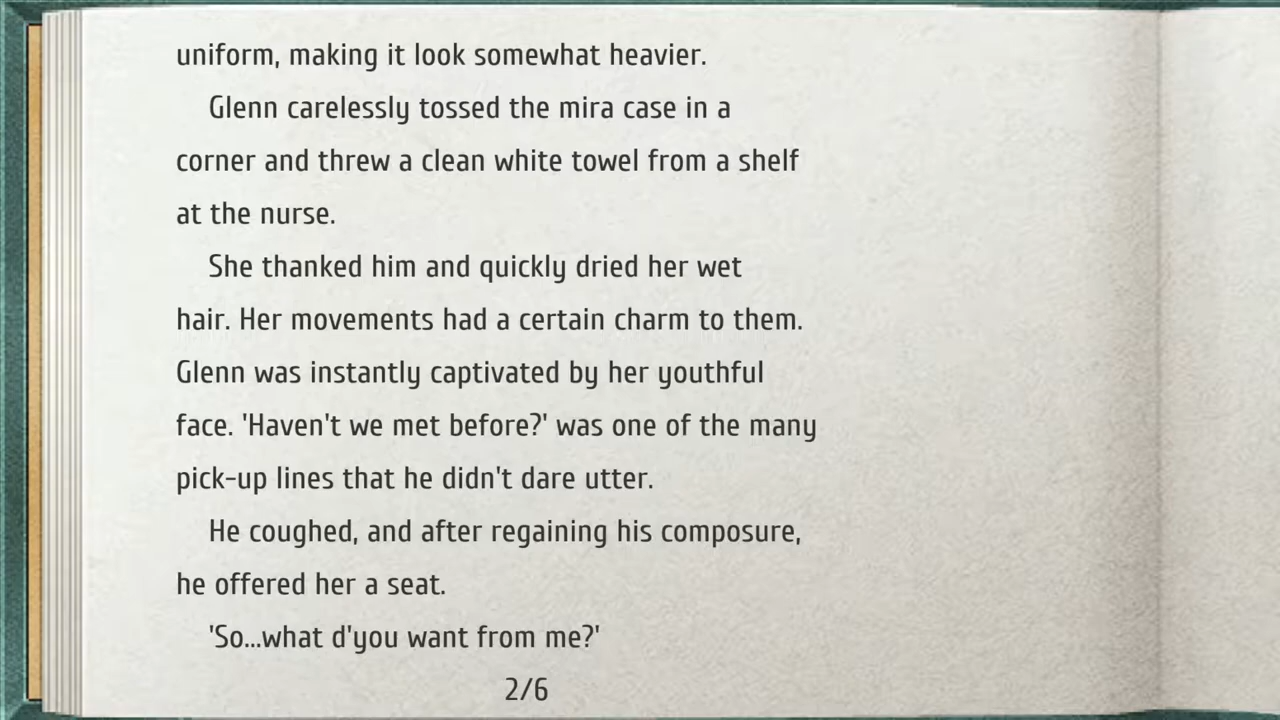 uniform, making it look somewhat heavier.
Glenn carelessly tossed the mira case in a
corner and threw a clean white towel from a shelf
at the nurse.
She thanked him and quickly dried her wet
hair. Her movements had a certain charm to them.
Glenn was instantly captivated by her youthful
face. 'Haven't we met before?' was one of the many
pick-up lines that he didn't dare utter.
He coughed, and after regaining his composure,
he offered her a seat.
'So...what d'you want from me?'
2/6